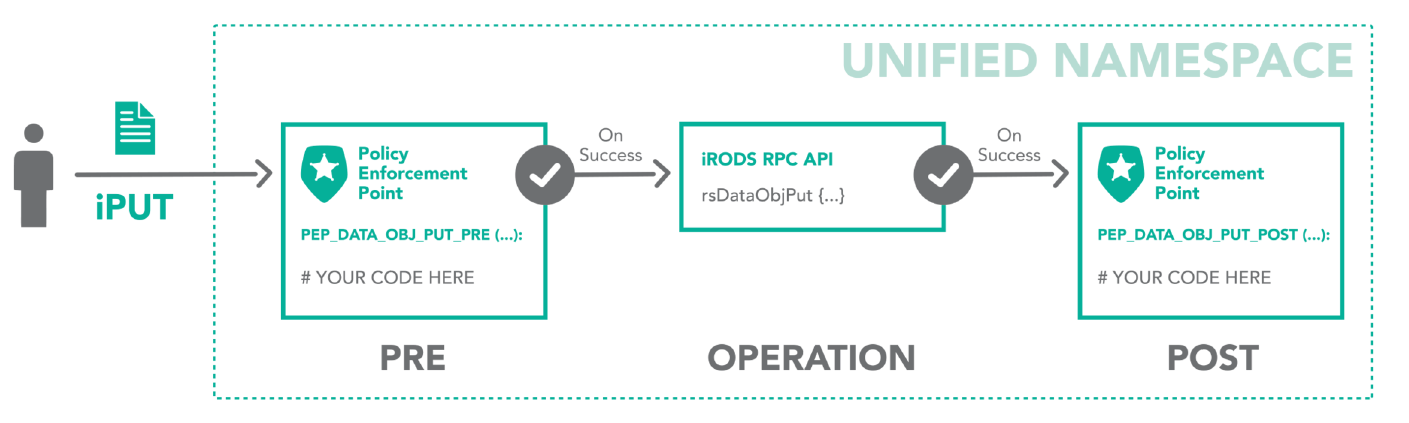 UNIFIED NAMESPACE
iPUT
Policy
Enforcement
Point
PEP_DATA_OBJ_PUT_PRE (...):
# YOUR CODE HERE
PRE
On
Success
iRODS RPC API
rsDataObjPut {...}
OPERATION
On
Success
Policy
Enforcement
Point
PEP_DATA_OBJ_PUT_POST (...):
# YOUR CODE HERE
POST